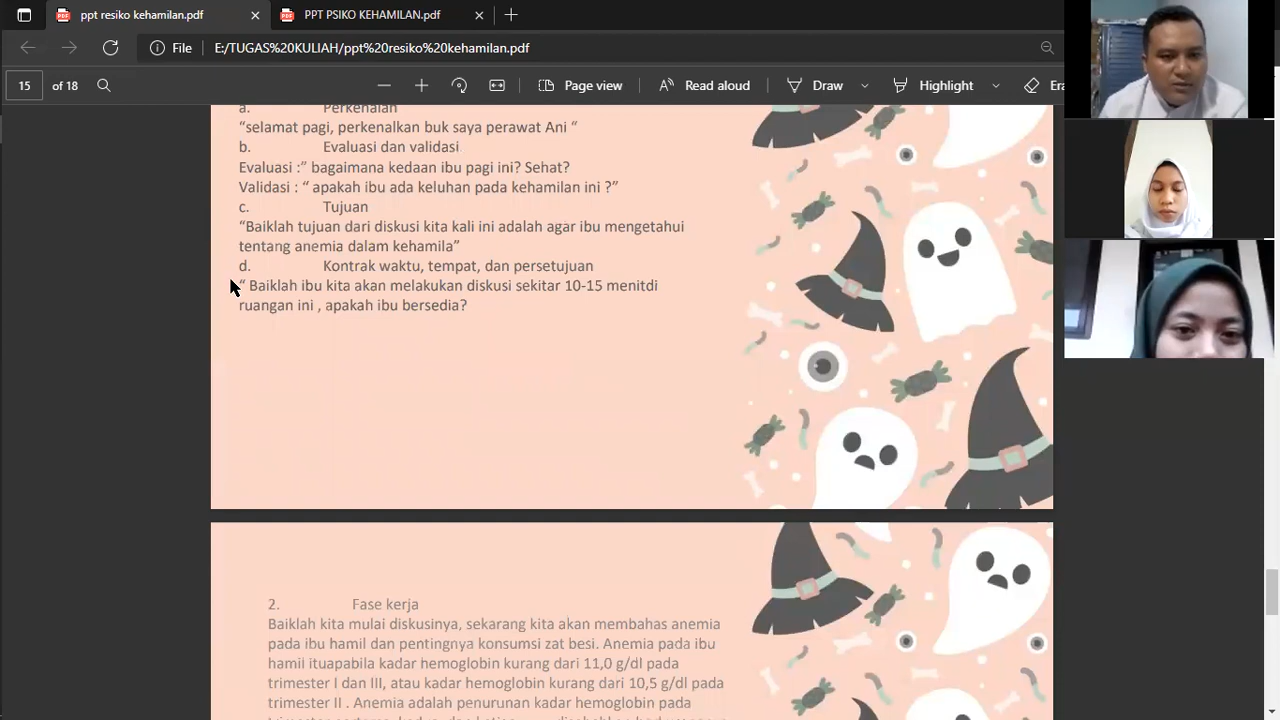 ppt resiko kehamilan.pdf
PPT PSIKO KEHAMILAN.pdf
File
E:/TUGAS%20KULIAH/ppt%20resiko%20kehamilan.pdf
15 of 18
Page view
Read aloud
Draw
Highlight
Era
a. Perkenalan
“selamat pagi, perkenalkan buk saya perawat Ani “
b. Evaluasi dan validasi
Evaluasi :” bagaimana kedaan ibu pagi ini? Sehat?
Validasi : “ apakah ibu ada keluhan pada kehamilan ini ?”
c. Tujuan
“Baiklah tujuan dari diskusi kita kali ini adalah agar ibu mengetahui
tentang anemia dalam kehamila”
d. Kontrak waktu, tempat, dan persetujuan
“ Baiklah ibu kita akan melakukan diskusi sekitar 10-15 menitdi
ruangan ini , apakah ibu bersedia?
2. Fase kerja
Baiklah kita mulai diskusinya, sekarang kita akan membahas anemia
pada ibu hamil dan pentingnya konsumsi zat besi. Anemia pada ibu
hamii ituapabila kadar hemoglobin kurang dari 11,0 g/dl pada
trimester I dan III, atau kadar hemoglobin kurang dari 10,5 g/dl pada
trimester II . Anemia adalah penurunan kadar hemoglobin pada